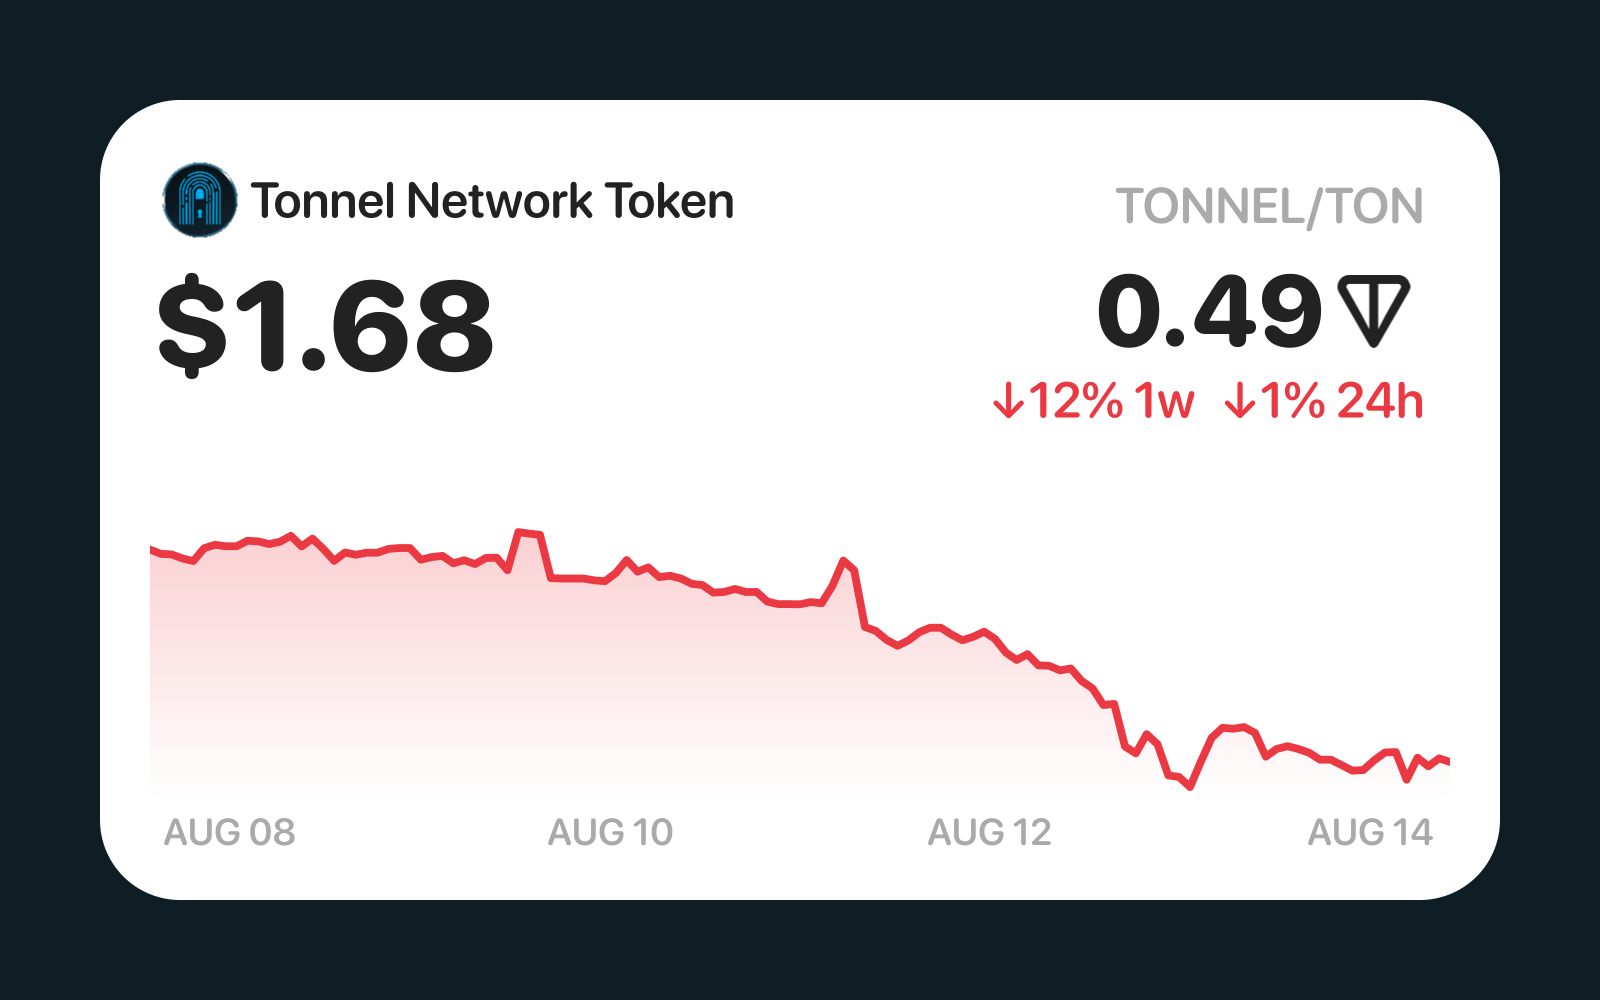 Tonnel Network Token
TONNEL/TON
$1.68
0.49
↓12% 1w ↓1% 24h
AUG 08 AUG 10 AUG 12 AUG 14